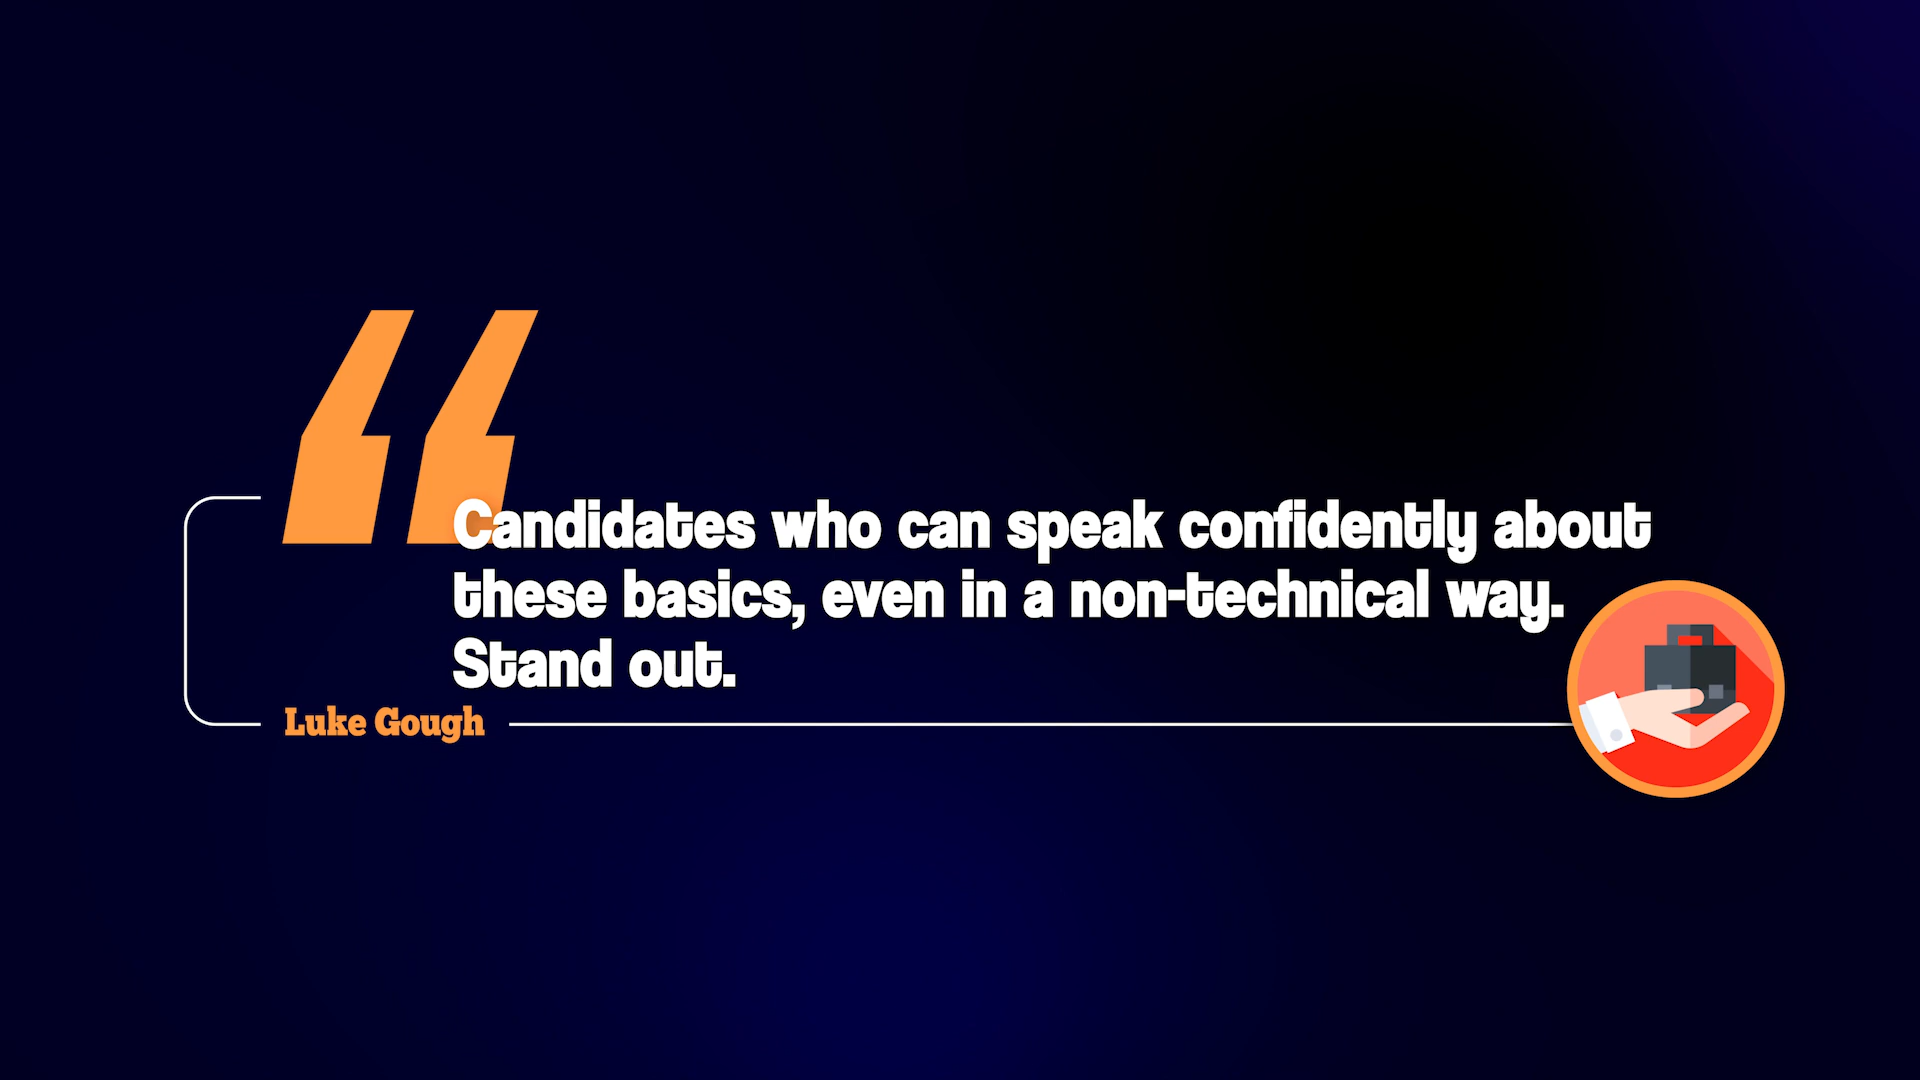 Candidates who can speak confidently about
these basics, even in a non-technical way.
Stand out.
Luke Gough